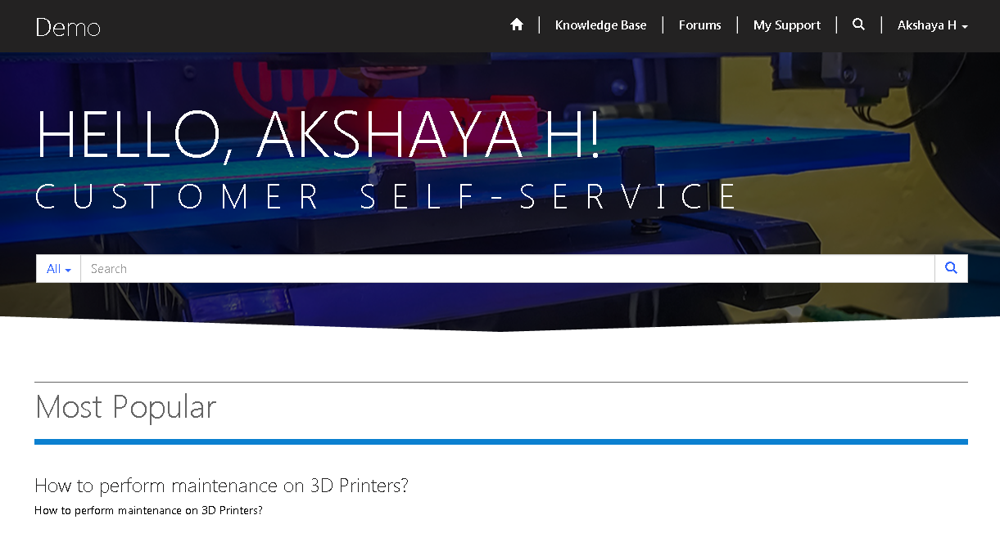 Demo
Knowledge Base
Forums
My Support
Akshaya H
HELLO, AKSHAYA H!
CUSTOMER SELF-SERVICE
All
Search
Most Popular
How to perform maintenance on 3D Printers?
How to perform maintenance on 3D Printers?